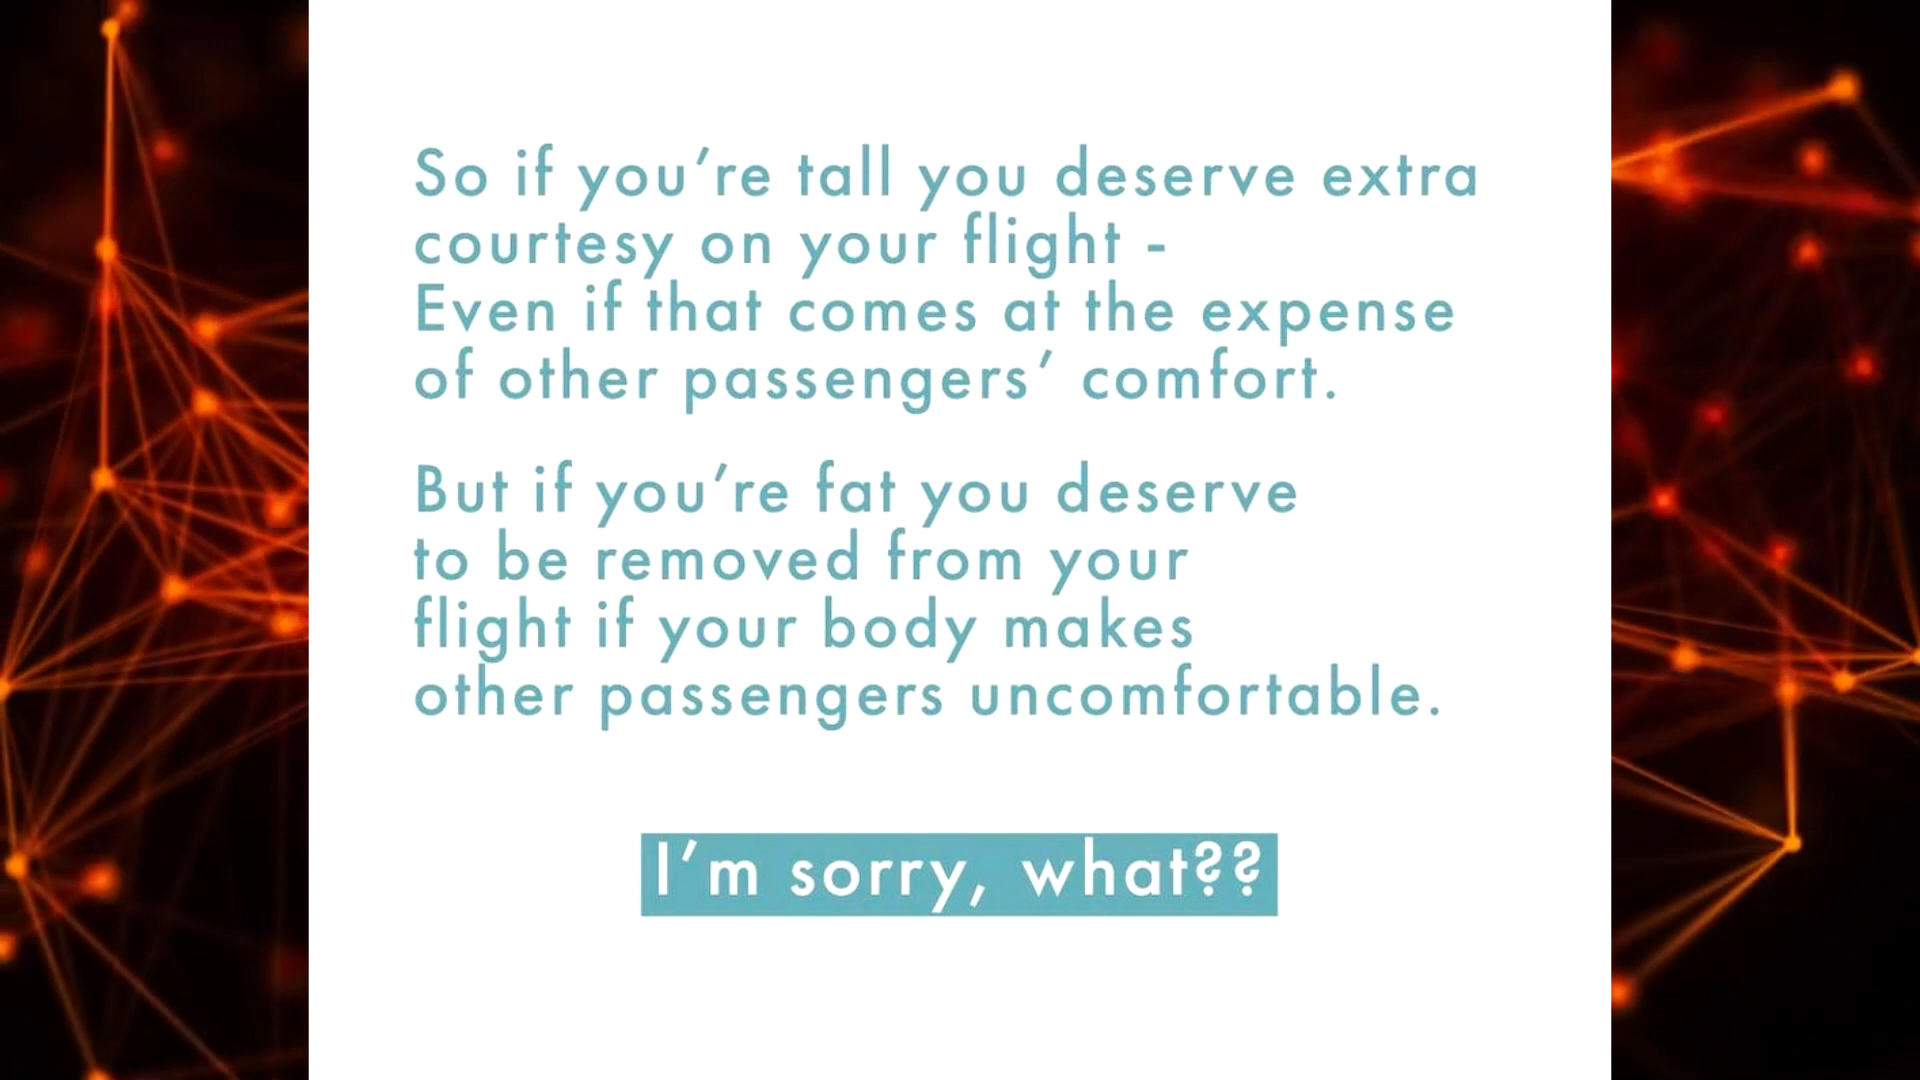 So if you're tall you deserve extra
courtesy on your flight -
Even if that comes at the expense
of other passengers' comfort.
But if you're fat you deserve
to be removed from your
flight if your body makes
other passengers uncomfortable.
I'm sorry, what??